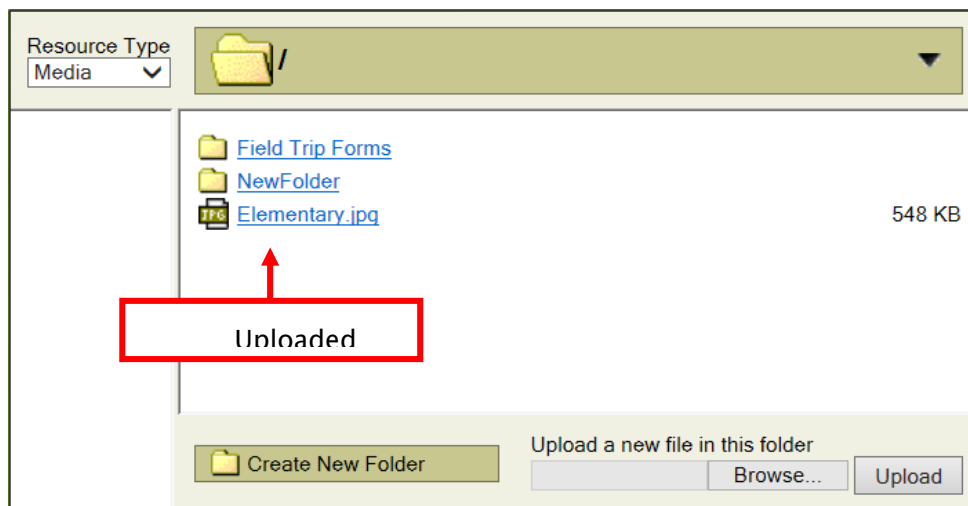 Resource Type
Media
/
Field Trip Forms
NewFolder
JPG
Elementary.jpg 548 KB
Uploaded
Create New Folder
Upload a new file in this folder
Browse... Upload